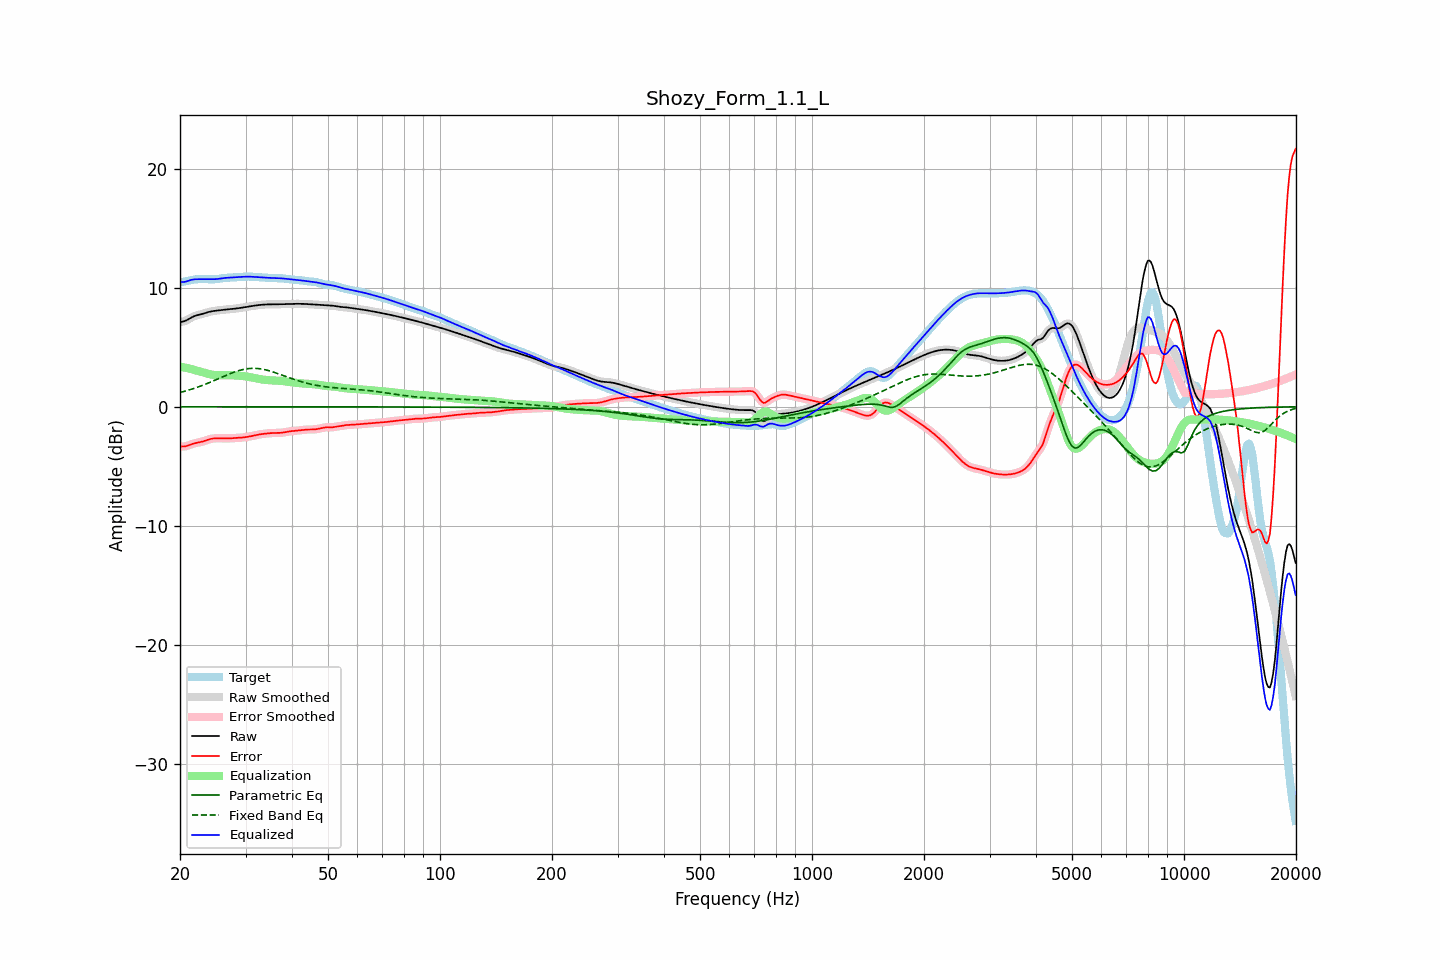 Shozy_Form_1.1_L
Amplitude (dBr)
20
10
0
−10
−20
−30
Target
Raw Smoothed
Error Smoothed
Raw
Error
Equalization
Parametric Eq
Fixed Band Eq
Equalized
20 50 100 200 500 1000 2000 5000 10000 20000
Frequency (Hz)